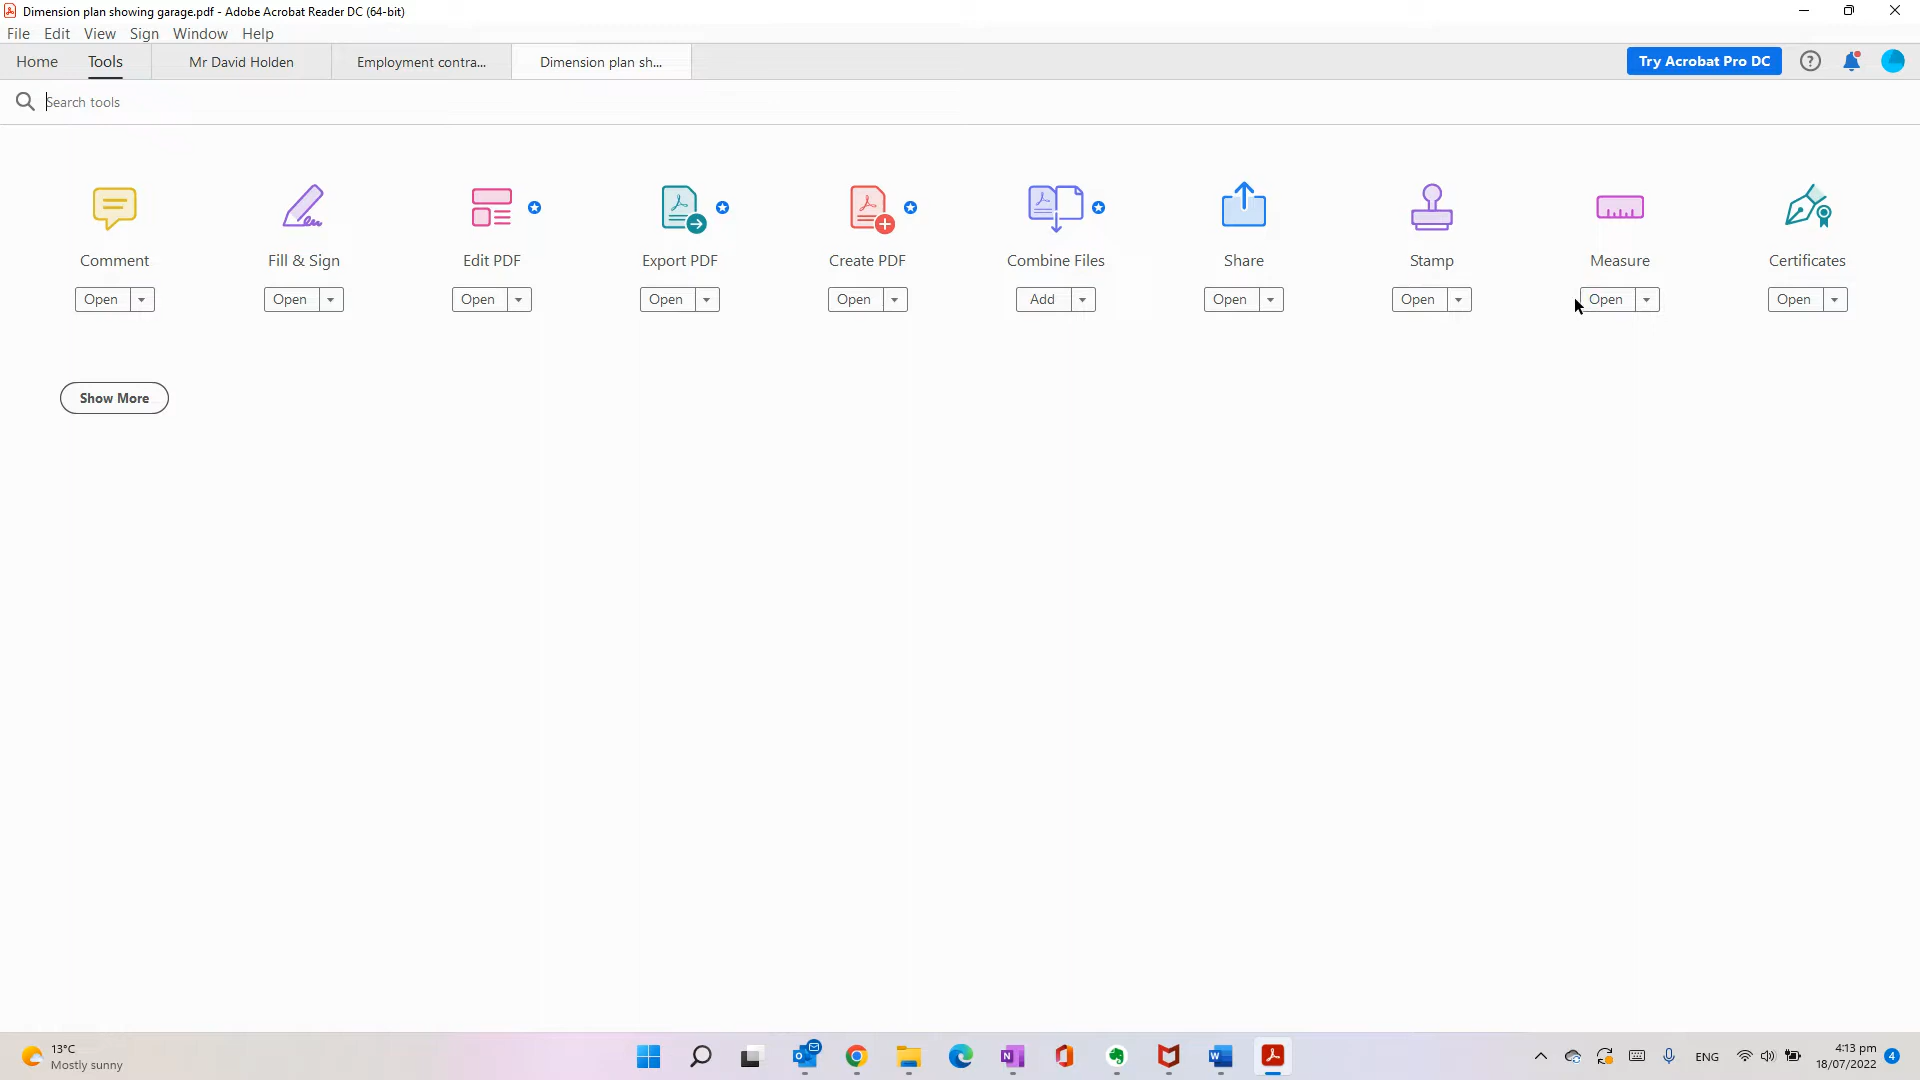 Dimension plan showing garage.pdf - Adobe Acrobat Reader DC (64-bit)
File Edit View Sign Window Help
Home Tools Mr David Holden Employment contra... Dimension plan sh... Try Acrobat Pro DC
Search tools
Comment Fill & Sign Edit PDF Export PDF Create PDF Combine Files Share Stamp Measure Certificates
Open Open Open Open Open Add Open Open Open Open
Show More
13°C
Mostly sunny
ENG
4:13 pm
18/07/2022
4